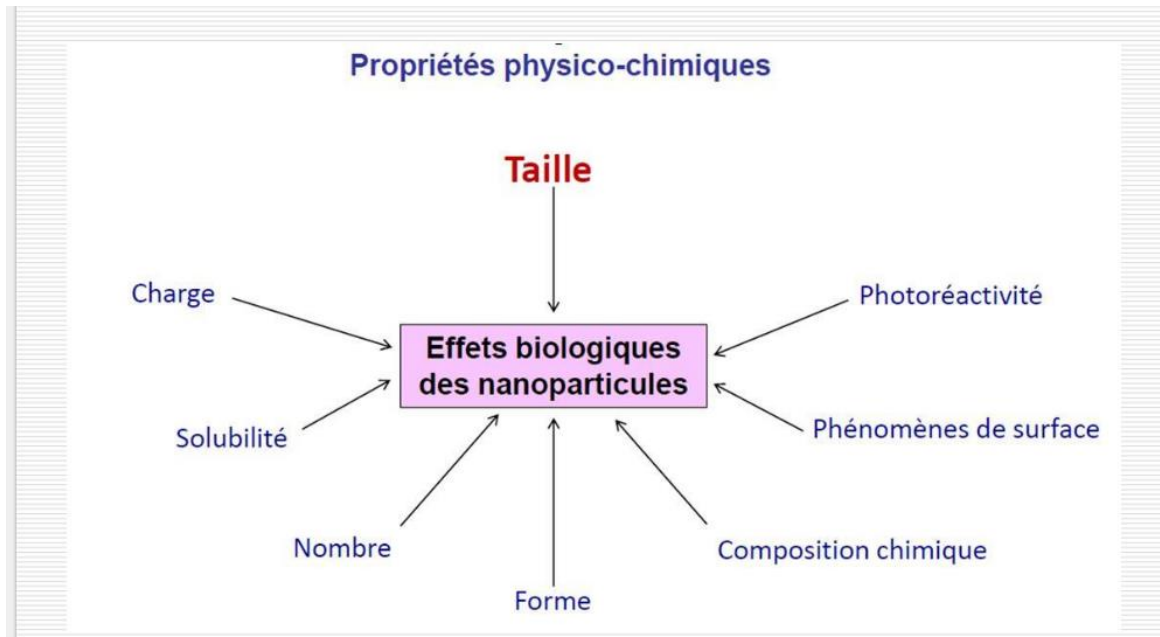 Propriétés physico-chimiques
Taille
Charge
Photoréactivité
Effets biologiques
des nanoparticules
Solubilité
Phénomènes de surface
Nombre
Composition chimique
Forme